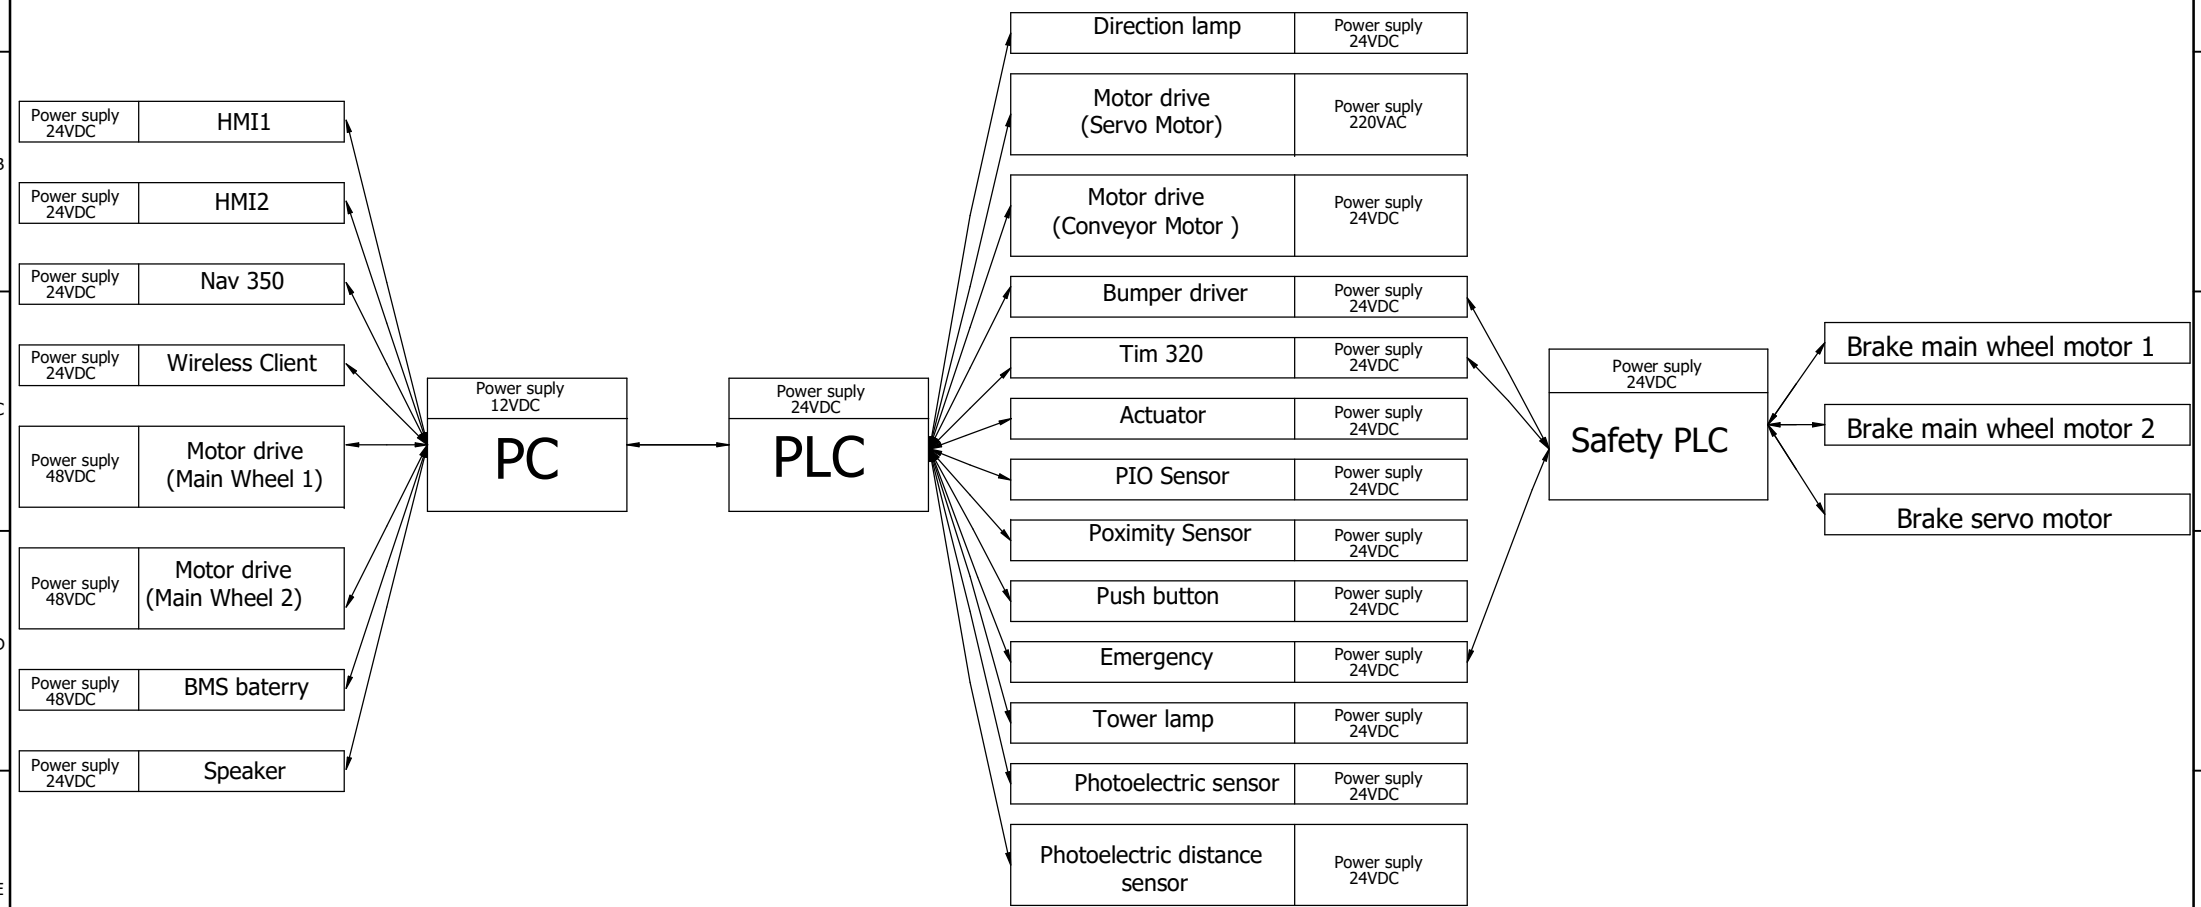 Power suply
24VDC
HMI1
Power suply
24VDC
HMI2
Power suply
24VDC
Nav 350
Power suply
24VDC
Wireless Client
Power suply
48VDC
Motor drive
(Main Wheel 1)
Power suply
48VDC
Motor drive
(Main Wheel 2)
Power suply
48VDC
BMS baterry
Power suply
24VDC
Speaker
Power suply
12VDC
PC
Power suply
24VDC
PLC
Direction lamp
Power suply
24VDC
Motor drive
(Servo Motor)
Power suply
220VAC
Motor drive
(Conveyor Motor )
Power suply
24VDC
Bumper driver
Power suply
24VDC
Tim 320
Power suply
24VDC
Actuator
Power suply
24VDC
PIO Sensor
Power suply
24VDC
Poximity Sensor
Power suply
24VDC
Push button
Power suply
24VDC
Emergency
Power suply
24VDC
Tower lamp
Power suply
24VDC
Photoelectric sensor
Power suply
24VDC
Photoelectric distance
sensor
Power suply
24VDC
Power suply
24VDC
Safety PLC
Brake main wheel motor 1
Brake main wheel motor 2
Brake servo motor